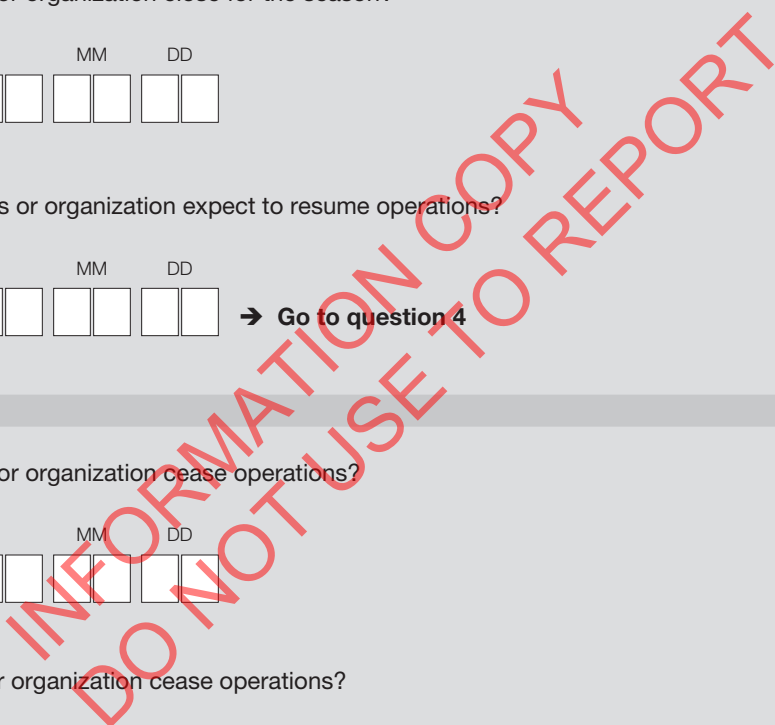 or organization close for the season?
MM DD
s or organization expect to resume operations?
MM DD
➔ Go to question 4
or organization cease operations?
MM DD
r organization cease operations?
INFORMATION COPY
DO NOT USE TO REPORT